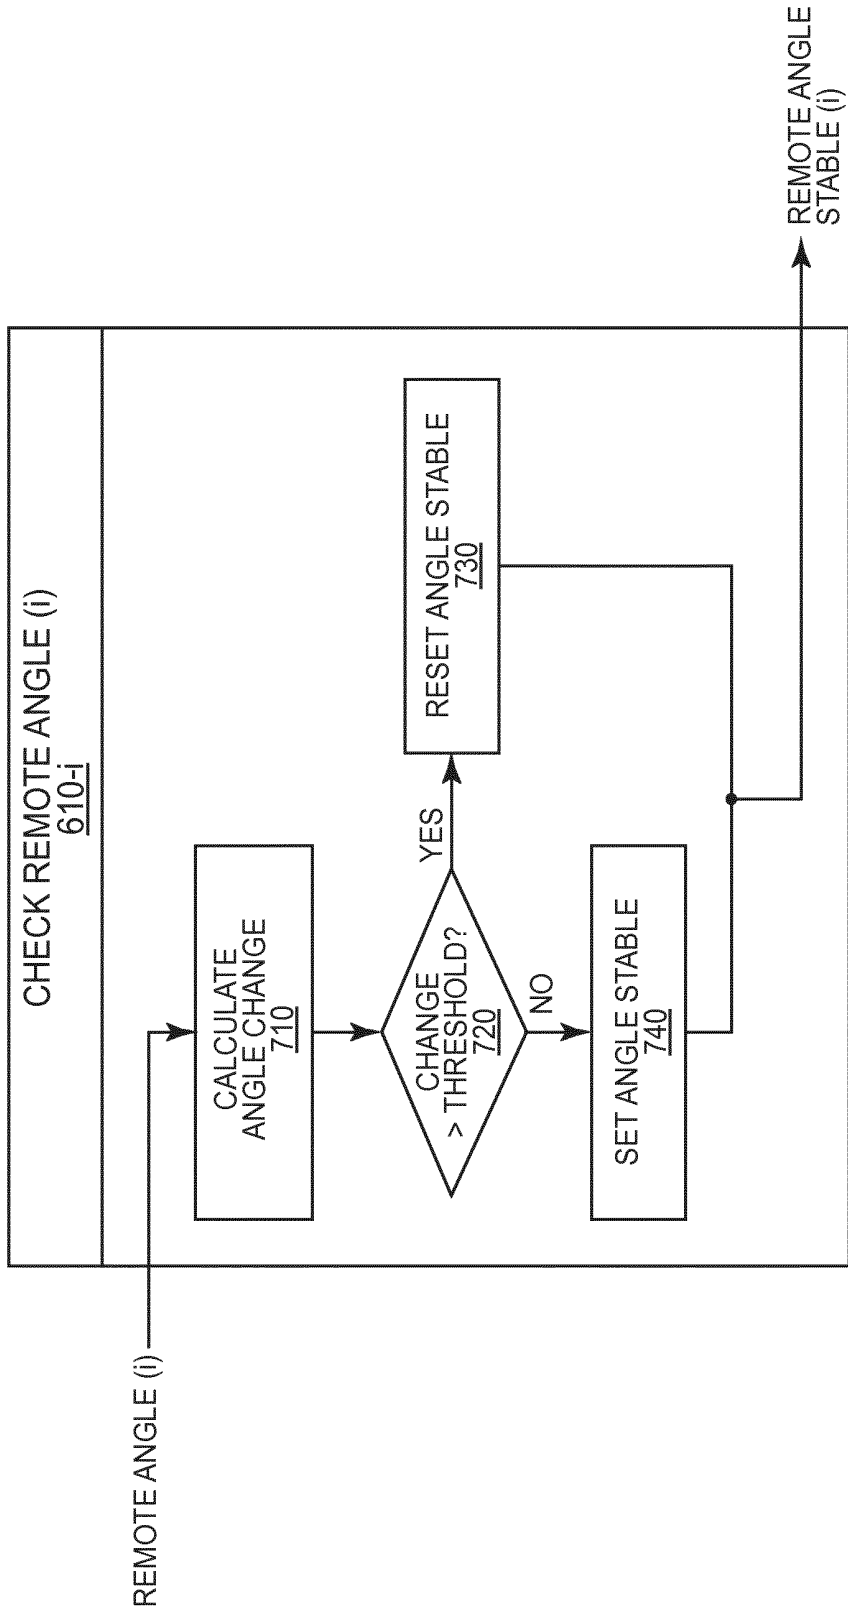 CHECK REMOTE ANGLE (i)
610-i
REMOTE ANGLE (i)
CALCULATE
ANGLE CHANGE
710
CHANGE
> THRESHOLD?
720
YES
RESET ANGLE STABLE
730
NO
SET ANGLE STABLE
740
REMOTE ANGLE
STABLE (i)